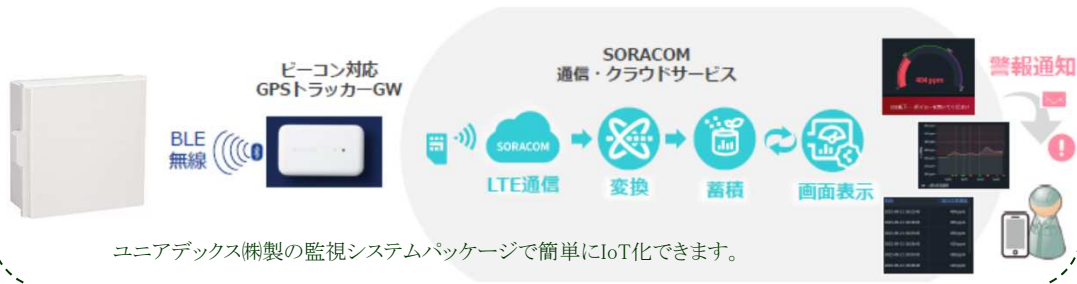 ビーコン対応
GPSトラッカーGW
BLE
無線
SORACOM
通信・クラウドサービス
SORACOM
LTE通信
変換
蓄積
画面表示
404 ppm
警報通知
ユニアデックス㈱製の監視システムパッケージで簡単にIoT化できます。